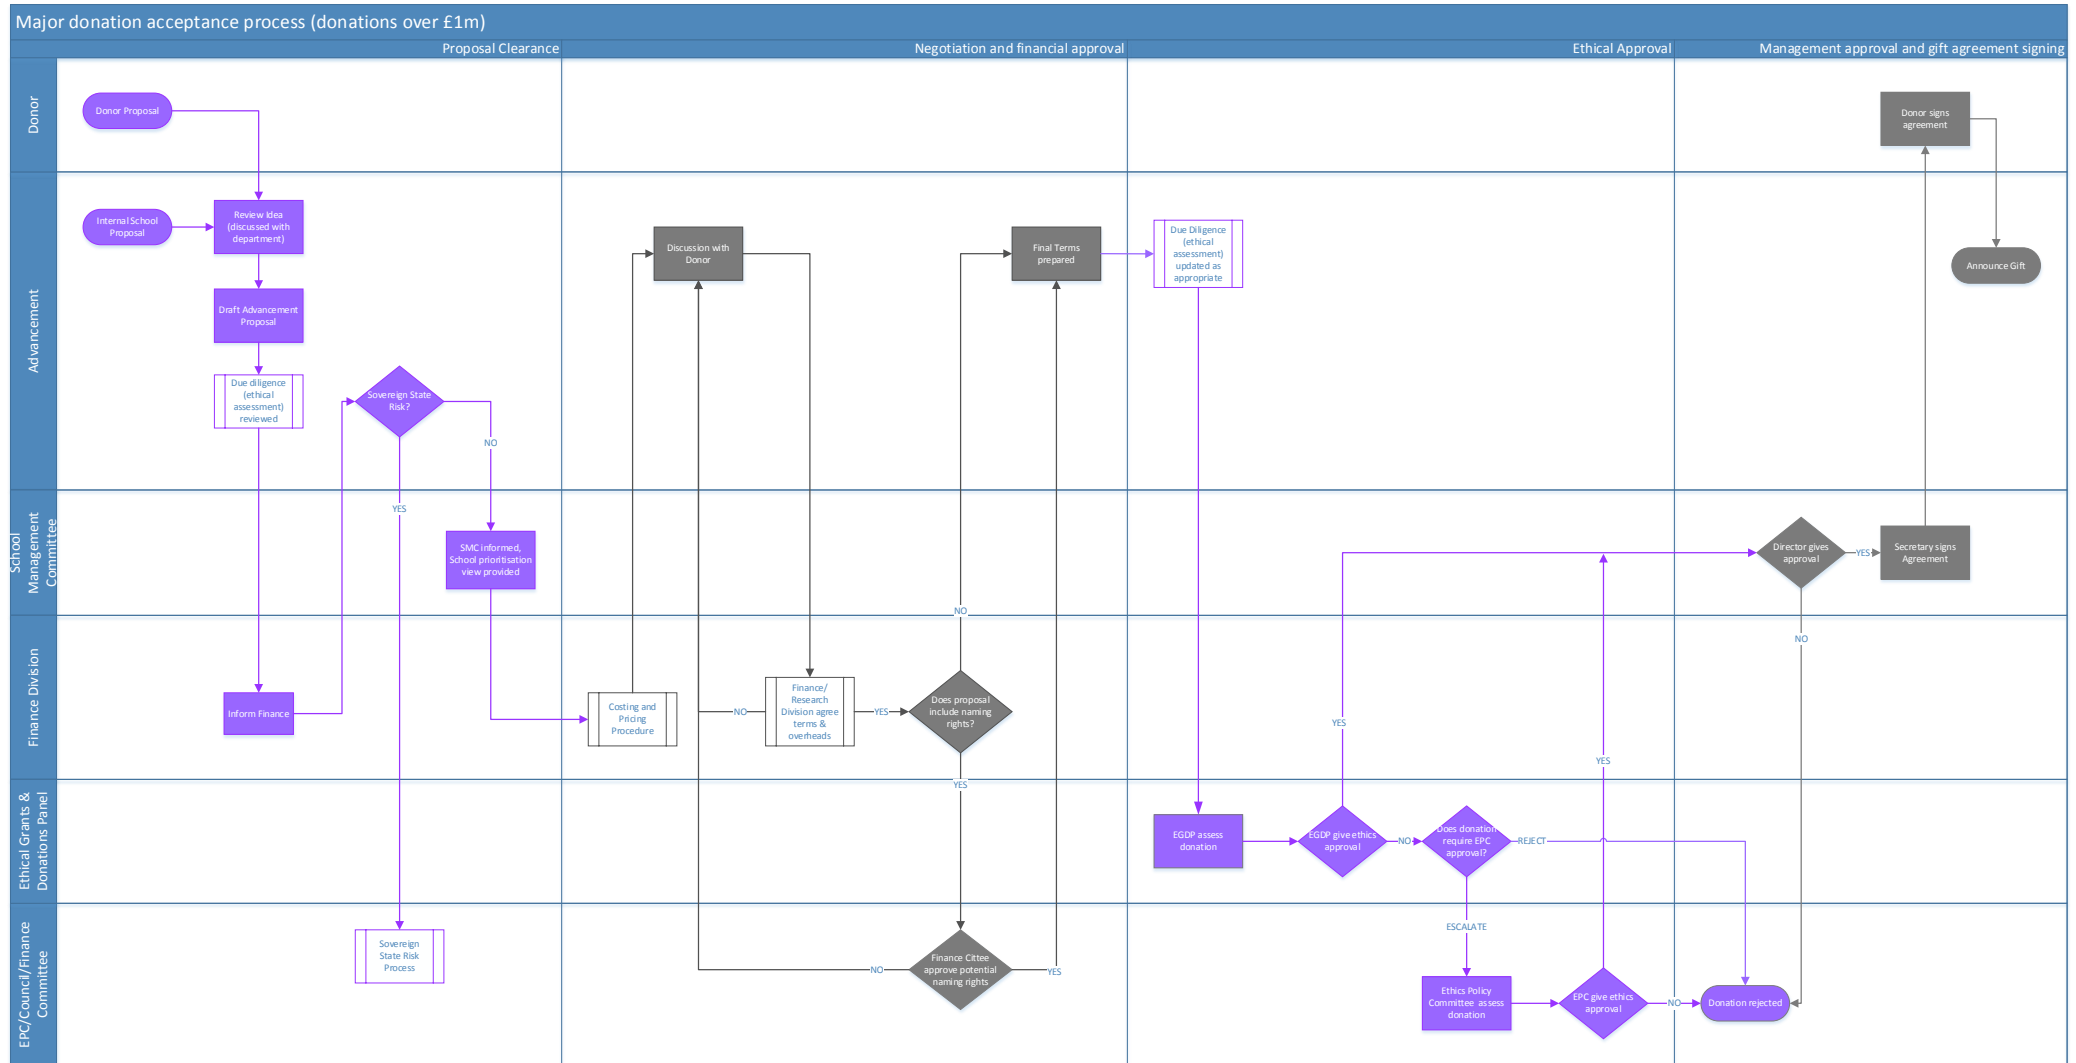 Major donation acceptance process (donations over £1m)
Proposal Clearance
Negotiation and financial approval
Ethical Approval
Management approval and gift agreement signing
Donor
Donor Proposal
Donor signs
agreement
Advancement
Internal School
Proposal
Review Idea
(discussed with
department)
Draft Advancement
Proposal
Due diligence
(ethical
assessment)
reviewed
Sovereign State
Risk?
NO
YES
Discussion with
Donor
Final Terms
prepared
Due Diligence
(ethical
assessment)
updated as
appropriate
Announce Gift
School
Management
Committee
SMC informed,
School prioritisation
view provided
NO
Director gives
approval
YES
Secretary signs
Agreement
Finance Division
Inform Finance
Costing and
Pricing
Procedure
NO
Finance/
Research
Division agree
terms &
overheads
YES
Does proposal
include naming
rights?
YES
YES
YES
NO
Ethical Grants &
Donations Panel
EGDP assess
donation
EGDP give ethics
approval
NO
Does donation
require EPC
approval?
REJECT
ESCALATE
EPC/Council/Finance
Committee
Sovereign
State Risk
Process
NO
Finance Cittee
approve potential
naming rights
YES
Ethics Policy
Committee assess
donation
EPC give ethics
approval
NO
Donation rejected